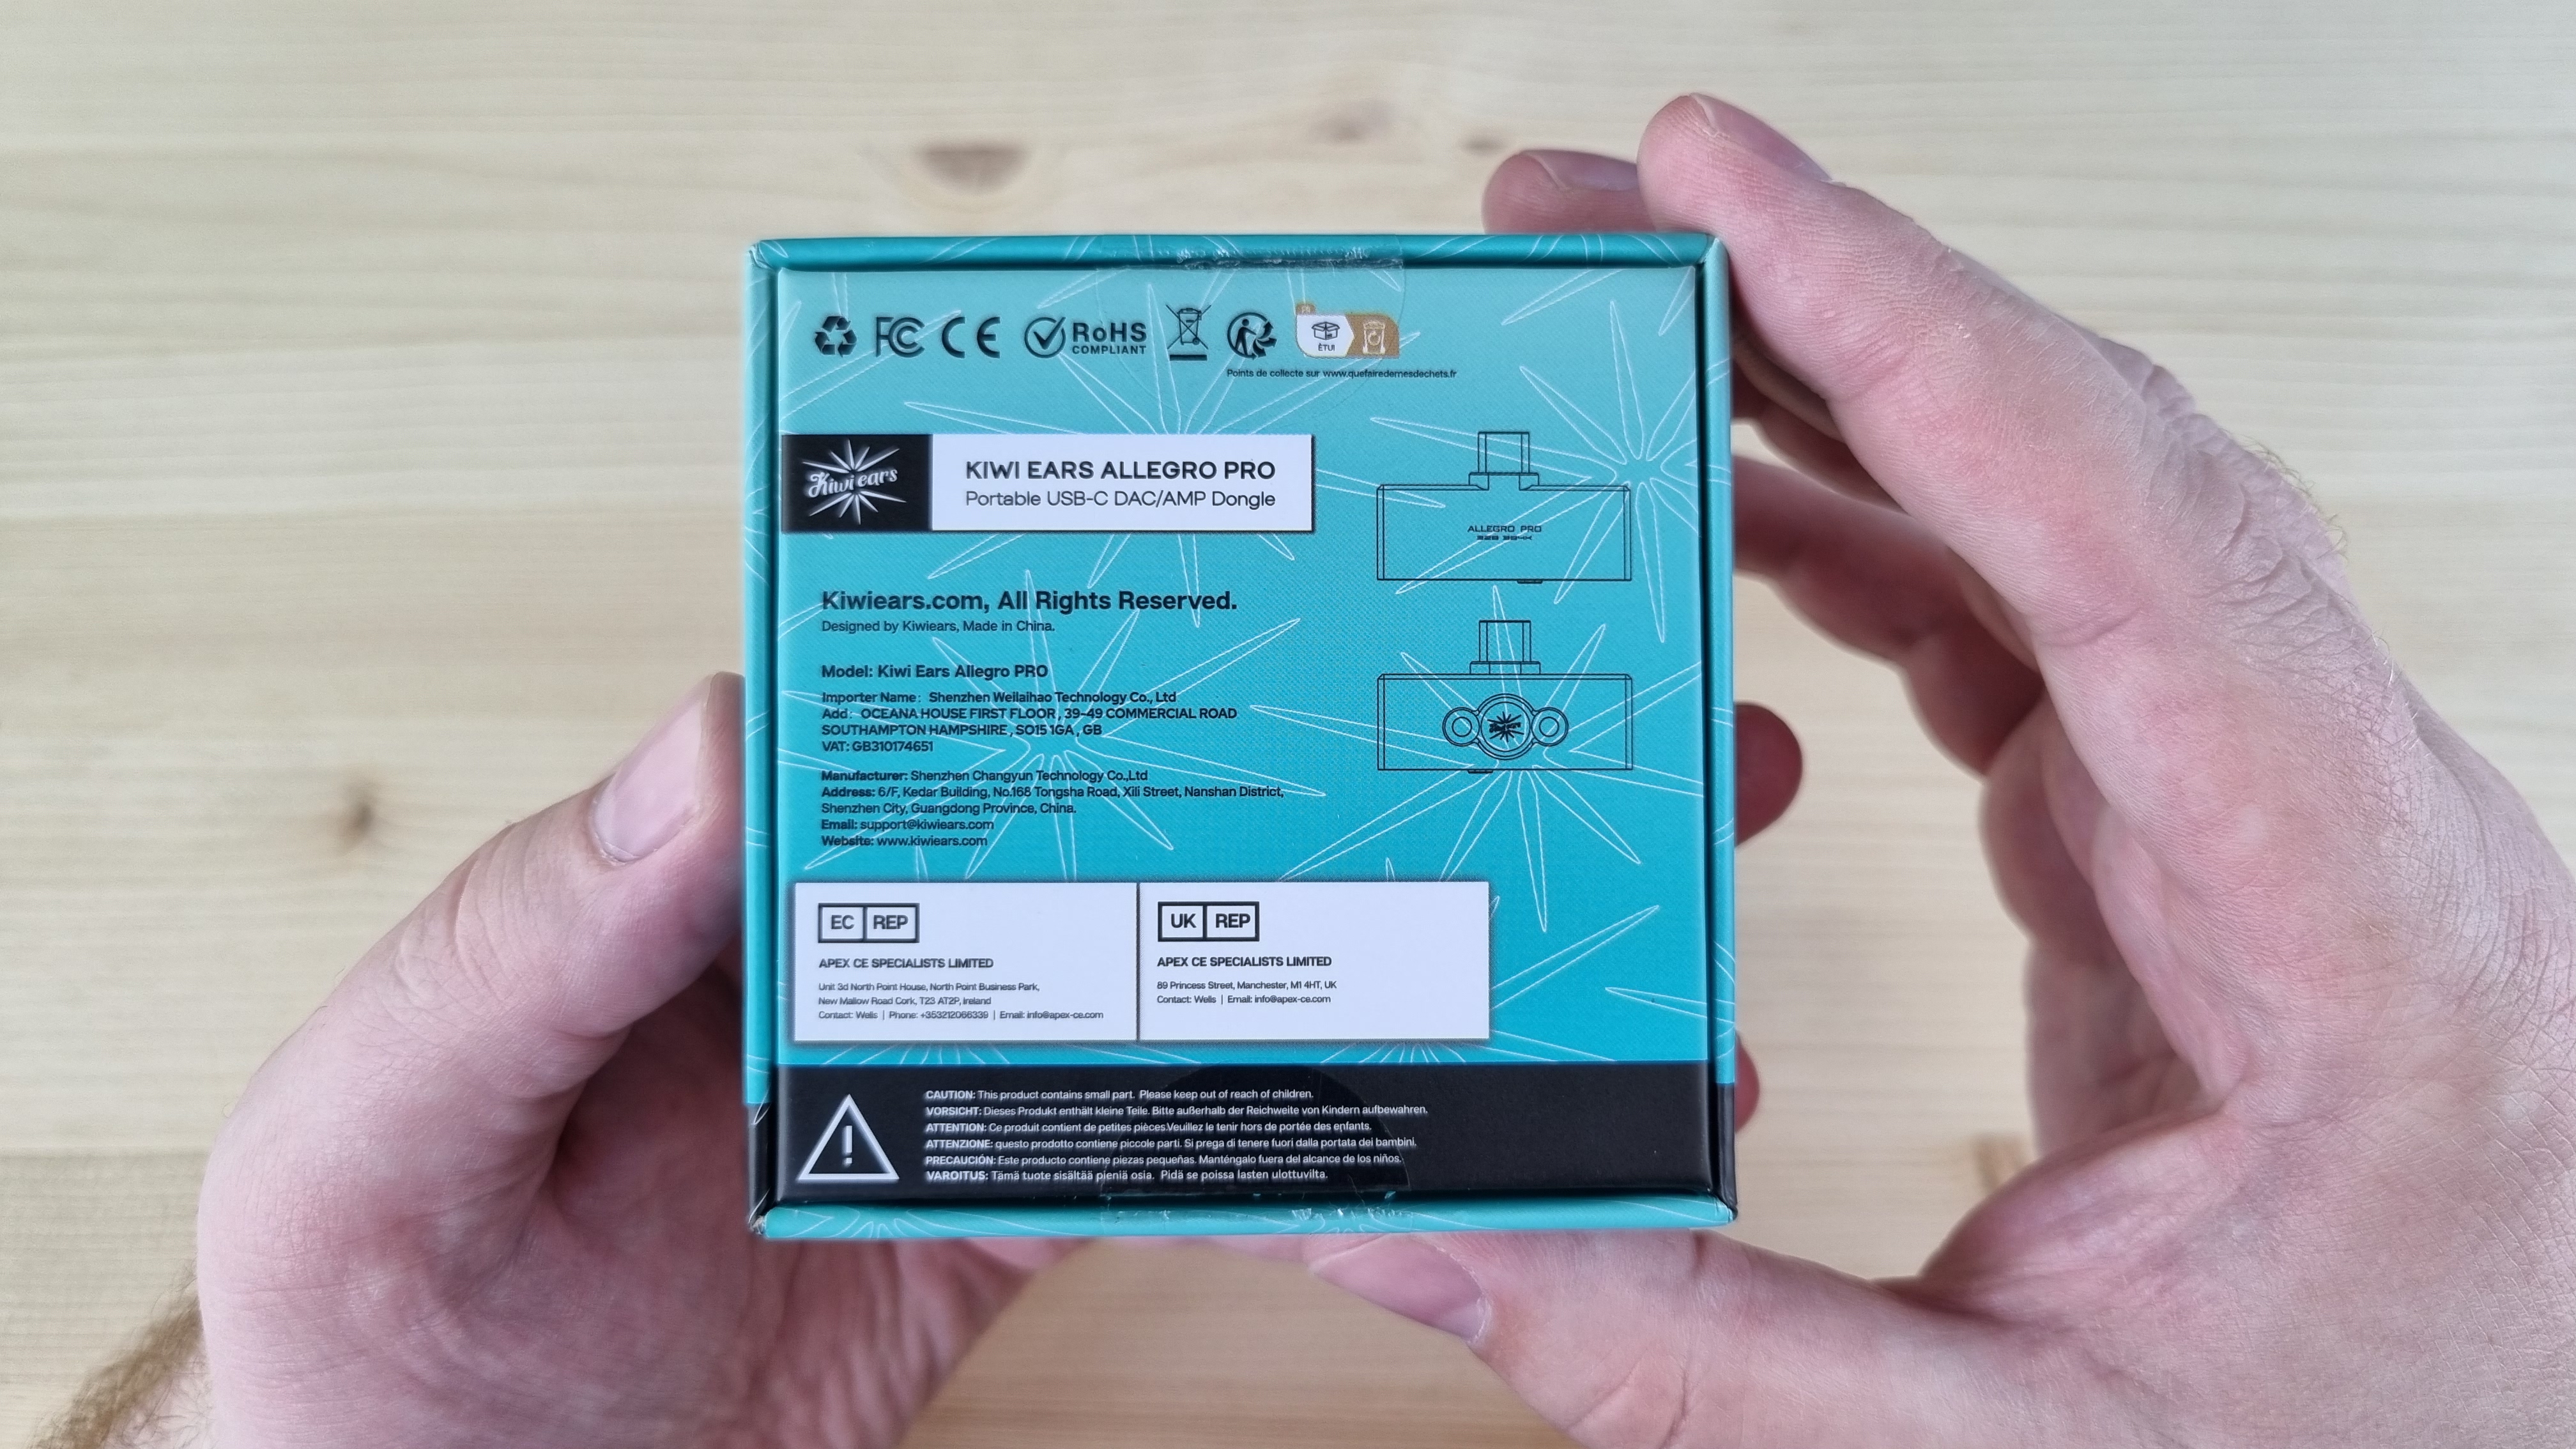 FC CE RoHS
COMPLIANT
FR
ÉTUI
Points de collecte sur www.quefairedemesdechets.fr
Kiwi ears
KIWI EARS ALLEGRO PRO
Portable USB-C DAC/AMP Dongle
ALLEGRO PRO
Kiwiears.com, All Rights Reserved.
Designed by Kiwiears, Made in China.
Model: Kiwi Ears Allegro PRO
Importer Name: Shenzhen Weilaihao Technology Co., Ltd
Add: OCEANA HOUSE FIRST FLOOR , 39-49 COMMERCIAL ROAD
SOUTHAMPTON HAMPSHIRE , SO15 1GA , GB
VAT: GB310174651
Manufacturer: Shenzhen Changyun Technology Co.,Ltd
Address: 6/F, Kedar Building, No.168 Tongsha Road, Xili Street, Nanshan District,
Shenzhen City, Guangdong Province, China.
Email: support@kiwiears.com
Website: www.kiwiears.com
EC REP
APEX CE SPECIALISTS LIMITED
Unit 3d North Point House, North Point Business Park,
New Mallow Road Cork, T23 AT2P, Ireland
Contact: Wells | Phone: +353212066339 | Email: info@apex-ce.com
UK REP
APEX CE SPECIALISTS LIMITED
89 Princess Street, Manchester, M1 4HT, UK
Contact: Wells | Email: info@apex-ce.com
CAUTION: This product contains small part. Please keep out of reach of children.
VORSICHT: Dieses Produkt enthält kleine Teile. Bitte außerhalb der Reichweite von Kindern aufbewahren.
ATTENTION: Ce produit contient de petites pièces.Veuillez le tenir hors de portée des enfants.
ATTENZIONE: questo prodotto contiene piccole parti. Si prega di tenere fuori dalla portata dei bambini.
PRECAUCIÓN: Este producto contiene piezas pequeñas. Manténgalo fuera del alcance de los niños.
VAROITUS: Tämä tuote sisältää pieniä osia. Pidä se poissa lasten ulottuvilta.